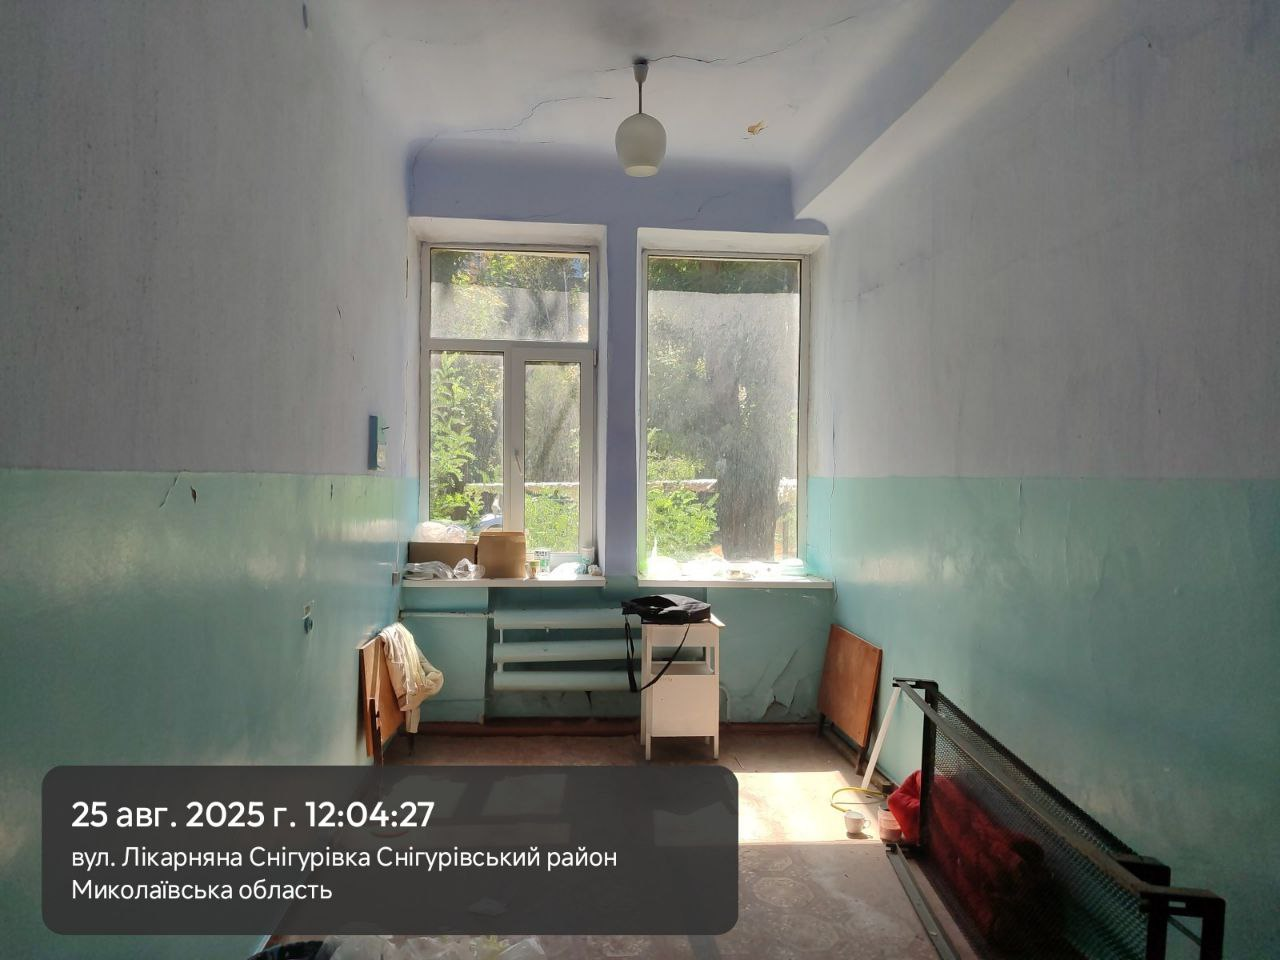 25 авг. 2025 г. 12:04:27
вул. Лікарняна Снігурівка Снігурівський район
Миколаївська область